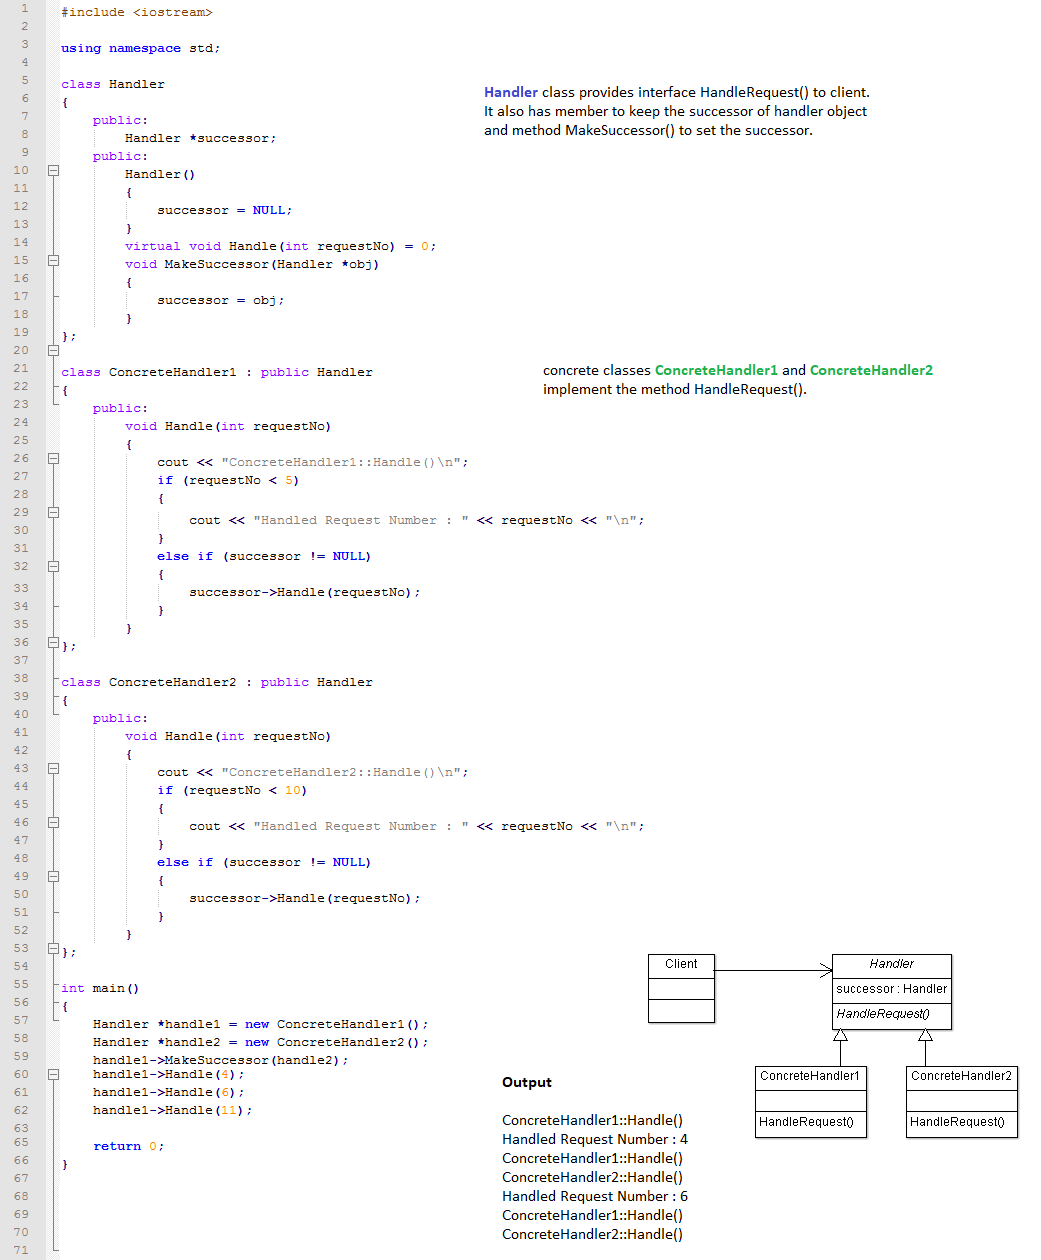 1 #include <iostream>
2
3 using namespace std;
4
5 class Handler
6 {
7 public:
8 Handler *successor;
9 public:
10 Handler()
11 {
12 successor = NULL;
13 }
14 virtual void Handle(int requestNo) = 0;
15 void MakeSuccessor(Handler *obj)
16 {
17 successor = obj;
18 }
19 };
20
21 class ConcreteHandler1 : public Handler
22 {
23 public:
24 void Handle(int requestNo)
25 {
26 cout << "ConcreteHandler1::Handle()\n";
27 if (requestNo < 5)
28 {
29 cout << "Handled Request Number : " << requestNo << "\n";
30 }
31 else if (successor != NULL)
32 {
33 successor->Handle(requestNo);
34 }
35 }
36 };
37
38 class ConcreteHandler2 : public Handler
39 {
40 public:
41 void Handle(int requestNo)
42 {
43 cout << "ConcreteHandler2::Handle()\n";
44 if (requestNo < 10)
45 {
46 cout << "Handled Request Number : " << requestNo << "\n";
47 }
48 else if (successor != NULL)
49 {
50 successor->Handle(requestNo);
51 }
52 }
53 };
54
55 int main()
56 {
57 Handler *handle1 = new ConcreteHandler1();
58 Handler *handle2 = new ConcreteHandler2();
59 handle1->MakeSuccessor(handle2);
60 handle1->Handle(4);
61 handle1->Handle(6);
62 handle1->Handle(11);
63
65 return 0;
66 }
67
68
69
70
71
Handler class provides interface HandleRequest() to client.
It also has member to keep the successor of handler object
and method MakeSuccessor() to set the successor.
concrete classes ConcreteHandler1 and ConcreteHandler2
implement the method HandleRequest().
Client
Handler
successor : Handler
HandleRequest()
ConcreteHandler1
HandleRequest()
ConcreteHandler2
HandleRequest()
Output
ConcreteHandler1::Handle()
Handled Request Number : 4
ConcreteHandler1::Handle()
ConcreteHandler2::Handle()
Handled Request Number : 6
ConcreteHandler1::Handle()
ConcreteHandler2::Handle()